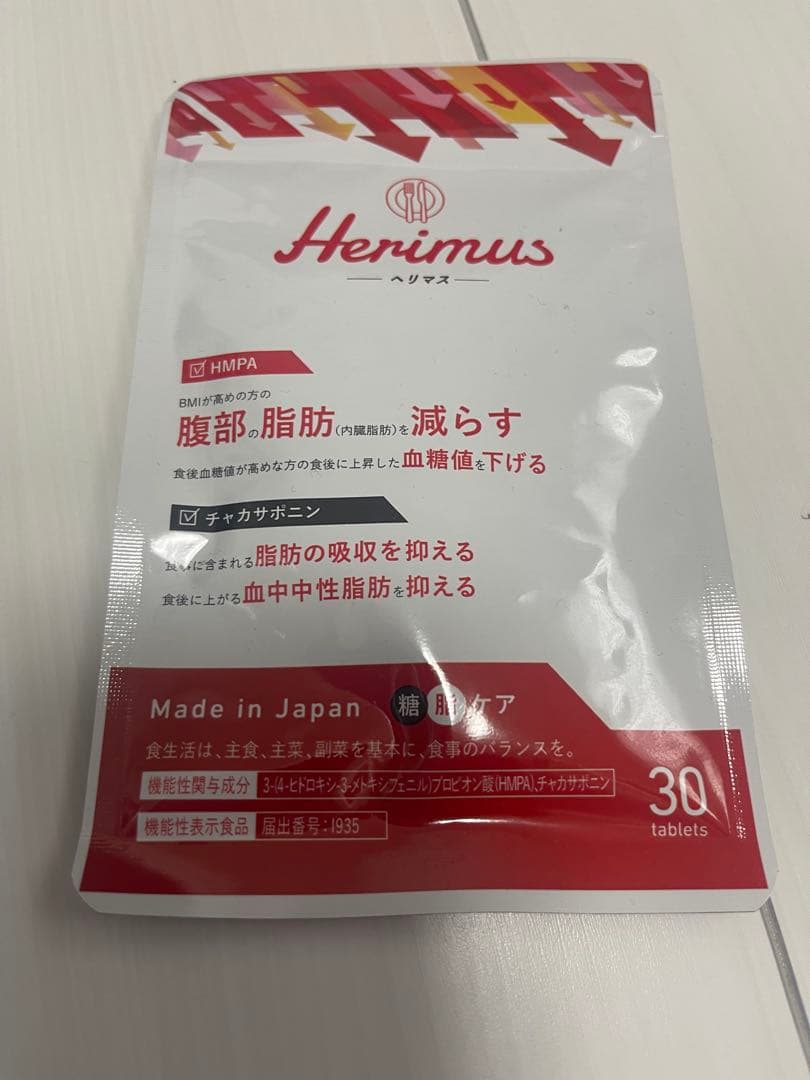 Herimus
ヘリマス
HMPA
BMIが高めの方の
腹部の脂肪(内臓脂肪)を減らす
食後血糖値が高めな方の食後に上昇した血糖値を下げる
チャカサポニン
食事に含まれる脂肪の吸収を抑える
食後に上がる血中中性脂肪を抑える
Made in Japan 糖 脂 ケア
食生活は、主食、主菜、副菜を基本に、食事のバランスを。
機能性関与成分 3-(4-ヒドロキシ-3-メトキシフェニル)プロピオン酸(HMPA)、チャカサポニン
機能性表示食品 届出番号:I935
30
tablets